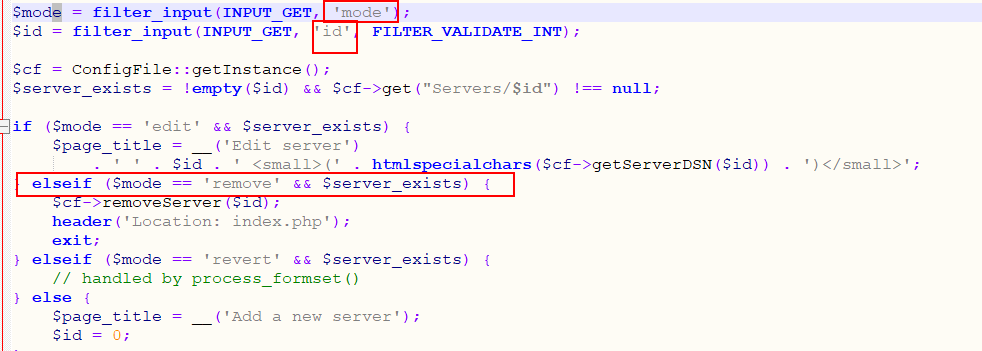 $mode = filter_input(INPUT_GET, 'mode');
$id = filter_input(INPUT_GET, 'id', FILTER_VALIDATE_INT);
$cf = ConfigFile::getInstance();
$server_exists = !empty($id) && $cf->get("Servers/$id") !== null;
if ($mode == 'edit' && $server_exists) {
$page_title = __('Edit server')
. ' ' . $id . ' <small>(' . htmlspecialchars($cf->getServerDSN($id)) . ')</small>';
} elseif ($mode == 'remove' && $server_exists) {
$cf->removeServer($id);
header('Location: index.php');
exit;
} elseif ($mode == 'revert' && $server_exists) {
// handled by process_formset()
} else {
$page_title = __('Add a new server');
$id = 0;